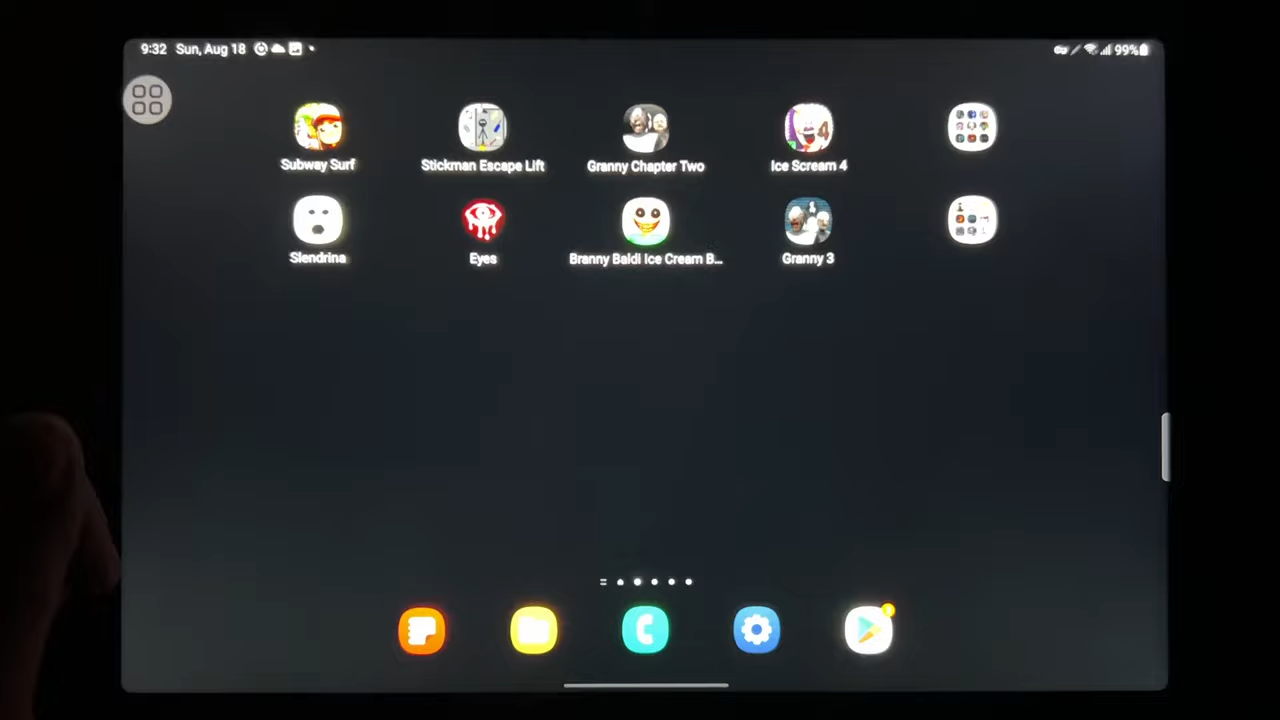 9:32 Sun, Aug 18 99%
Subway Surf Stickman Escape Lift Granny Chapter Two Ice Scream 4
Slendrina Eyes Branny Baldi Ice Cream B... Granny 3